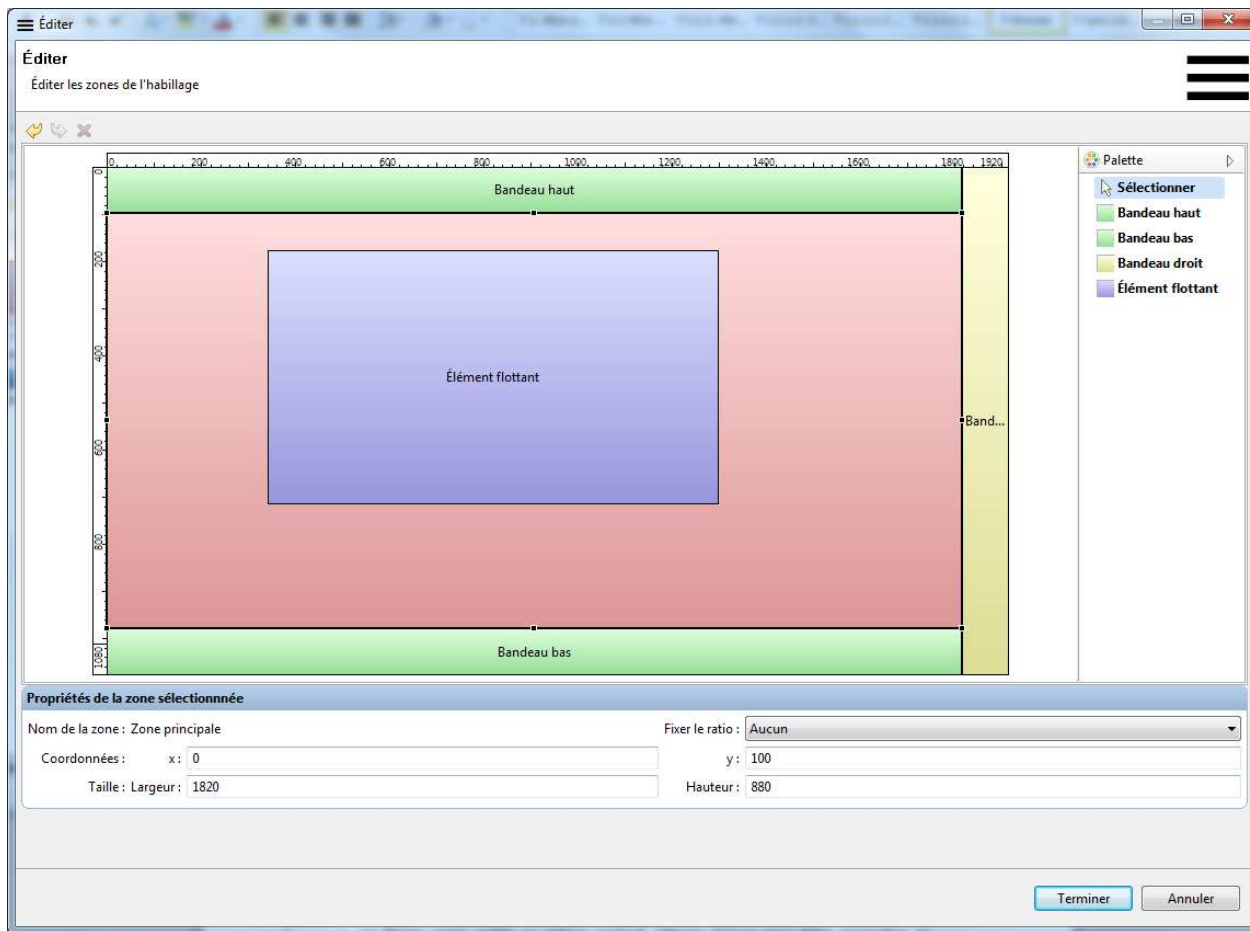 Éditer
Éditer
Éditer les zones de l'habillage
0 200 400 600 800 1000 1200 1400 1600 1800 1920
Palette
Sélectionner
Bandeau haut
Bandeau bas
Bandeau droit
Élément flottant
0
200
400
600
800
1080
Bandeau haut
Élément flottant
Band...
Bandeau bas
Propriétés de la zone sélectionnnée
Nom de la zone : Zone principale Fixer le ratio : Aucun
Coordonnées : x : 0 y : 100
Taille : Largeur : 1820 Hauteur : 880
Terminer Annuler